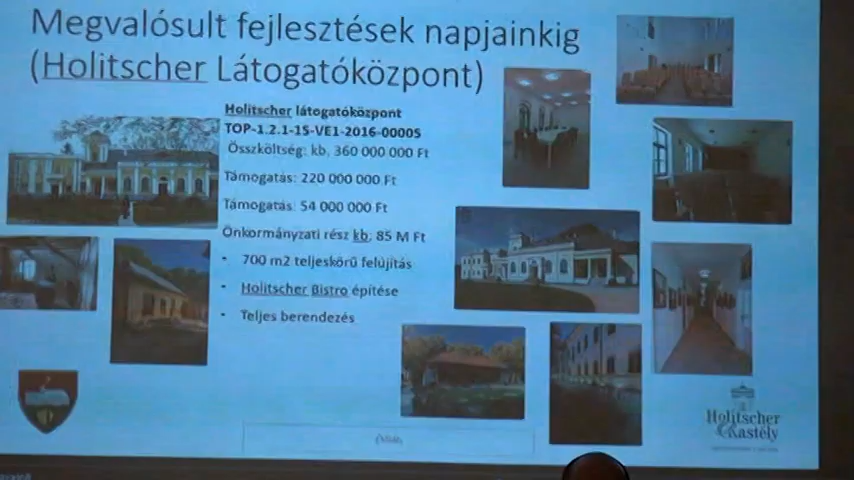 Megvalósult fejlesztések napjainkig
(Holitscher Látogatóközpont)
Holitscher látogatóközpont
TOP-1.2.1-15-VE1-2016-00005
Összköltség: kb. 360 000 000 Ft
Támogatás: 220 000 000 Ft
Támogatás: 54 000 000 Ft
Önkormányzati rész kb: 85 M Ft
• 700 m2 teljeskörű felújítás
• Holitscher Bistro építése
• Teljes berendezés
Holitscher
Kastély